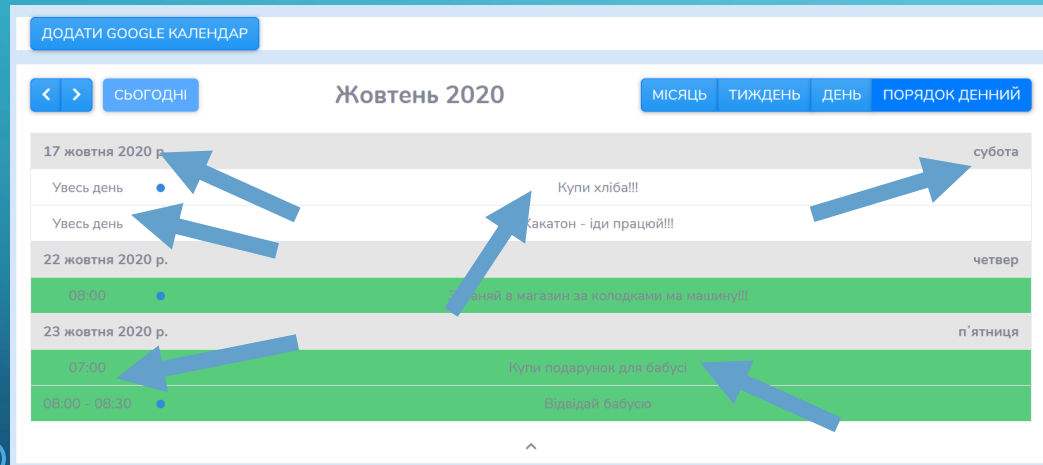 ДОДАТИ GOOGLE КАЛЕНДАР
СЬОГОДНІ Жовтень 2020 МІСЯЦЬ ТИЖДЕНЬ ДЕНЬ ПОРЯДОК ДЕННИЙ
17 жовтня 2020 р. субота
Увесь день Купи хліба!!!
Увесь день - іди працюй!!!
22 жовтня 2020 р. четвер
08:00 в магазин за колодками ма машину!!!
23 жовтня 2020 р. п'ятниця
07:00 Купи подарунок для бабусі
08:00 - 08:30 Відвідай бабусю